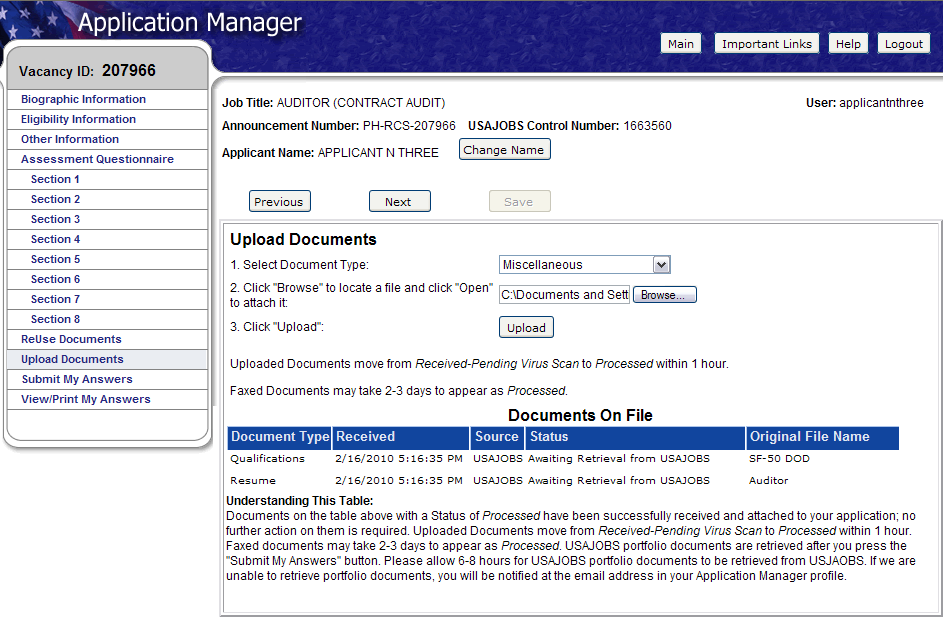 Application Manager
Main
Important Links
Help
Logout
Vacancy ID: 207966
Biographic Information
Eligibility Information
Other Information
Assessment Questionnaire
Section 1
Section 2
Section 3
Section 4
Section 5
Section 6
Section 7
Section 8
ReUse Documents
Upload Documents
Submit My Answers
View/Print My Answers
Job Title: AUDITOR (CONTRACT AUDIT)
User: applicantnthree
Announcement Number: PH-RCS-207966 USAJOBS Control Number: 1663560
Applicant Name: APPLICANT N THREE Change Name
Previous Next Save
Upload Documents
1. Select Document Type: Miscellaneous
2. Click "Browse" to locate a file and click "Open"
to attach it: C:\Documents and Sett Browse...
3. Click "Upload": Upload
Uploaded Documents move from Received-Pending Virus Scan to Processed within 1 hour.
Faxed Documents may take 2-3 days to appear as Processed.
Documents On File
Document Type Received Source Status Original File Name
Qualifications 2/16/2010 5:16:35 PM USAJOBS Awaiting Retrieval from USAJOBS SF-50 DOD
Resume 2/16/2010 5:16:35 PM USAJOBS Awaiting Retrieval from USAJOBS Auditor
Understanding This Table:
Documents on the table above with a Status of Processed have been successfully received and attached to your application; no
further action on them is required. Uploaded Documents move from Received-Pending Virus Scan to Processed within 1 hour.
Faxed documents may take 2-3 days to appear as Processed. USAJOBS portfolio documents are retrieved after you press the
"Submit My Answers" button. Please allow 6-8 hours for USAJOBS portfolio documents to be retrieved from USJAOBS. If we are
unable to retrieve portfolio documents, you will be notified at the email address in your Application Manager profile.